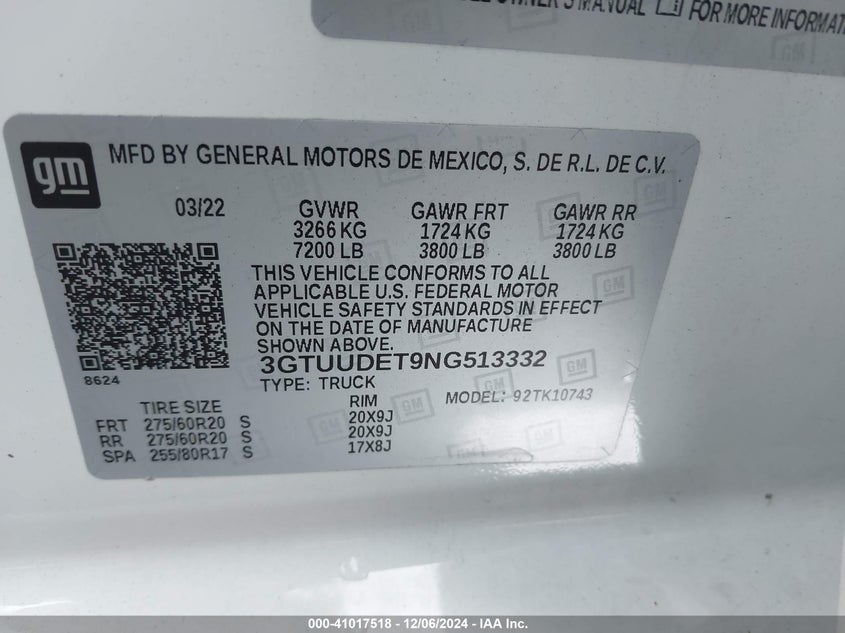 OWNER'S MANUAL i FOR MORE INFORMAT
gm
MFD BY GENERAL MOTORS DE MEXICO, S. DE R.L. DE C.V.
03/22 GVWR GAWR FRT GAWR RR
3266 KG 1724 KG 1724 KG
7200 LB 3800 LB 3800 LB
THIS VEHICLE CONFORMS TO ALL
APPLICABLE U.S. FEDERAL MOTOR
VEHICLE SAFETY STANDARDS IN EFFECT
ON THE DATE OF MANUFACTURE
SHOWN ABOVE.
3GTUUDET9NG513332
8624
TYPE: TRUCK
MODEL: 92TK10743
TIRE SIZE RIM
FRT 275/60R20 S 20X9J
RR 275/60R20 S 20X9J
SPA 255/80R17 S 17X8J
000-41017518 - 12/06/2024 - IAA Inc.